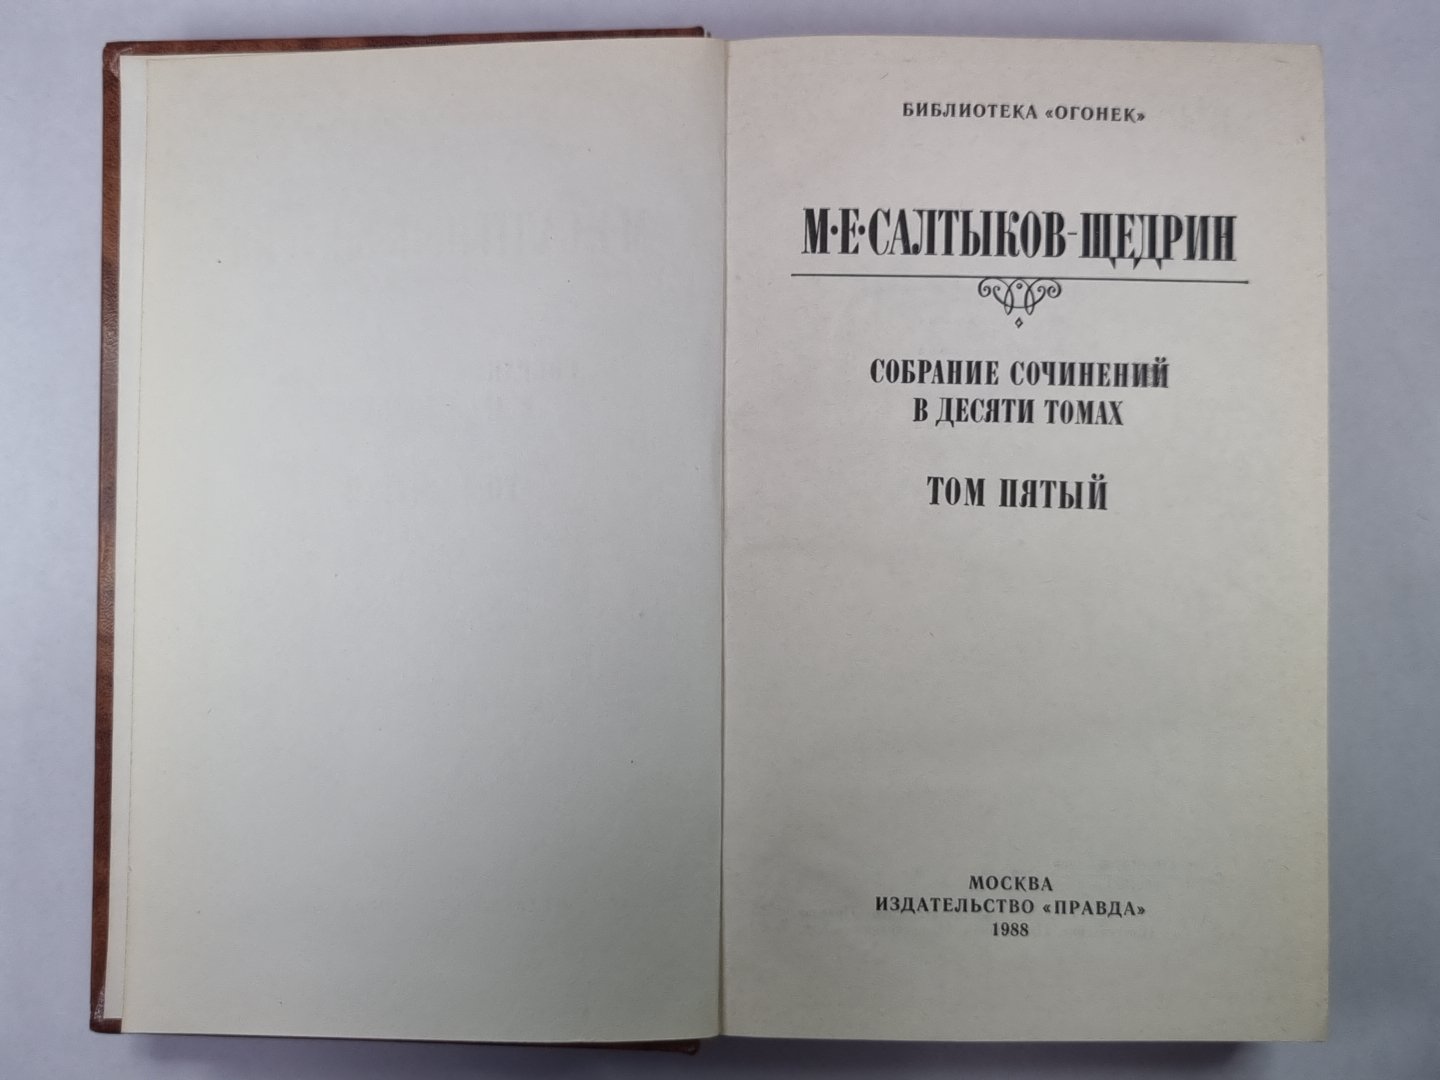 БИБЛИОТЕКА «ОГОНЕК»
М·Е·САЛТЫКОВ-ЩЕДРИН
СОБРАНИЕ СОЧИНЕНИЙ
В ДЕСЯТИ ТОМАХ
ТОМ ПЯТЫЙ
МОСКВА
ИЗДАТЕЛЬСТВО «ПРАВДА»
1988